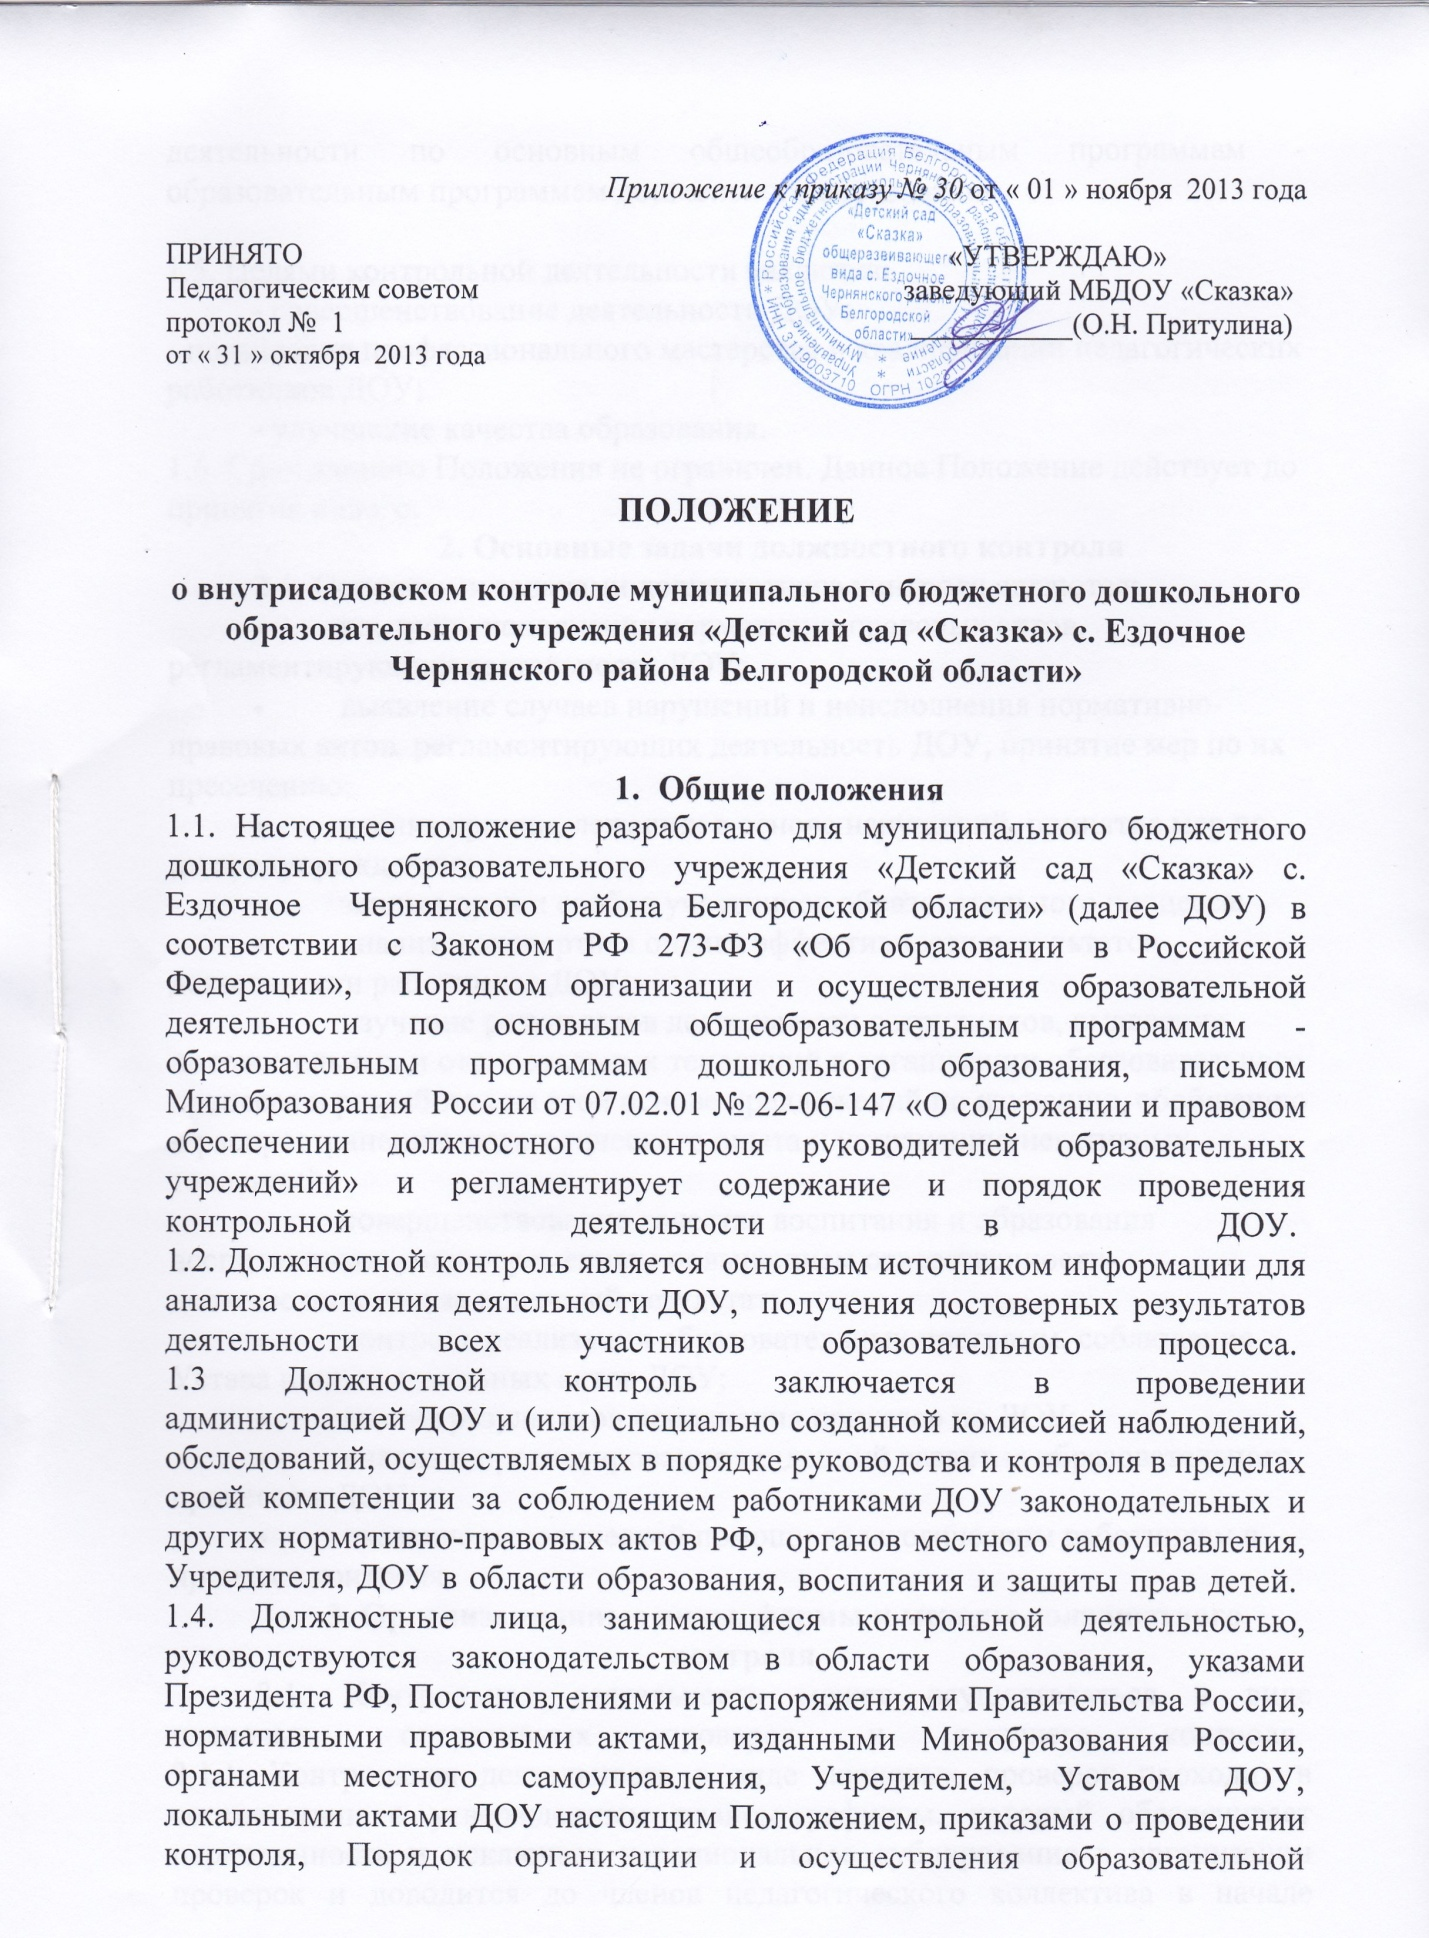 Приложение к приказу № 30 от « 01 » ноября 2013 года
ПРИНЯТО
Педагогическим советом
протокол № 1
от « 31 » октября 2013 года
«УТВЕРЖДАЮ»
заведующий МБДОУ «Сказка»
(О.Н. Притулина)
«Детский сад
«Сказка»
общеразвивающего
вида с. Ездочное
Чернянского района
Белгородской
области»
ПОЛОЖЕНИЕ
о внутрисадовском контроле муниципального бюджетного дошкольного
образовательного учреждения «Детский сад «Сказка» с. Ездочное
Чернянского района Белгородской области»
1. Общие положения
1.1. Настоящее положение разработано для муниципального бюджетного
дошкольного образовательного учреждения «Детский сад «Сказка» с.
Ездочное Чернянского района Белгородской области» (далее ДОУ) в
соответствии с Законом РФ 273-ФЗ «Об образовании в Российской
Федерации», Порядком организации и осуществления образовательной
деятельности по основным общеобразовательным программам -
образовательным программам дошкольного образования, письмом
Минобразования России от 07.02.01 № 22-06-147 «О содержании и правовом
обеспечении должностного контроля руководителей образовательных
учреждений» и регламентирует содержание и порядок проведения
контрольной деятельности в ДОУ.
1.2. Должностной контроль является основным источником информации для
анализа состояния деятельности ДОУ, получения достоверных результатов
деятельности всех участников образовательного процесса.
1.3 Должностной контроль заключается в проведении
администрацией ДОУ и (или) специально созданной комиссией наблюдений,
обследований, осуществляемых в порядке руководства и контроля в пределах
своей компетенции за соблюдением работниками ДОУ законодательных и
других нормативно-правовых актов РФ, органов местного самоуправления,
Учредителя, ДОУ в области образования, воспитания и защиты прав детей.
1.4. Должностные лица, занимающиеся контрольной деятельностью,
руководствуются законодательством в области образования, указами
Президента РФ, Постановлениями и распоряжениями Правительства России,
нормативными правовыми актами, изданными Минобразования России,
органами местного самоуправления, Учредителем, Уставом ДОУ,
локальными актами ДОУ настоящим Положением, приказами о проведении
контроля, Порядок организации и осуществления образовательной